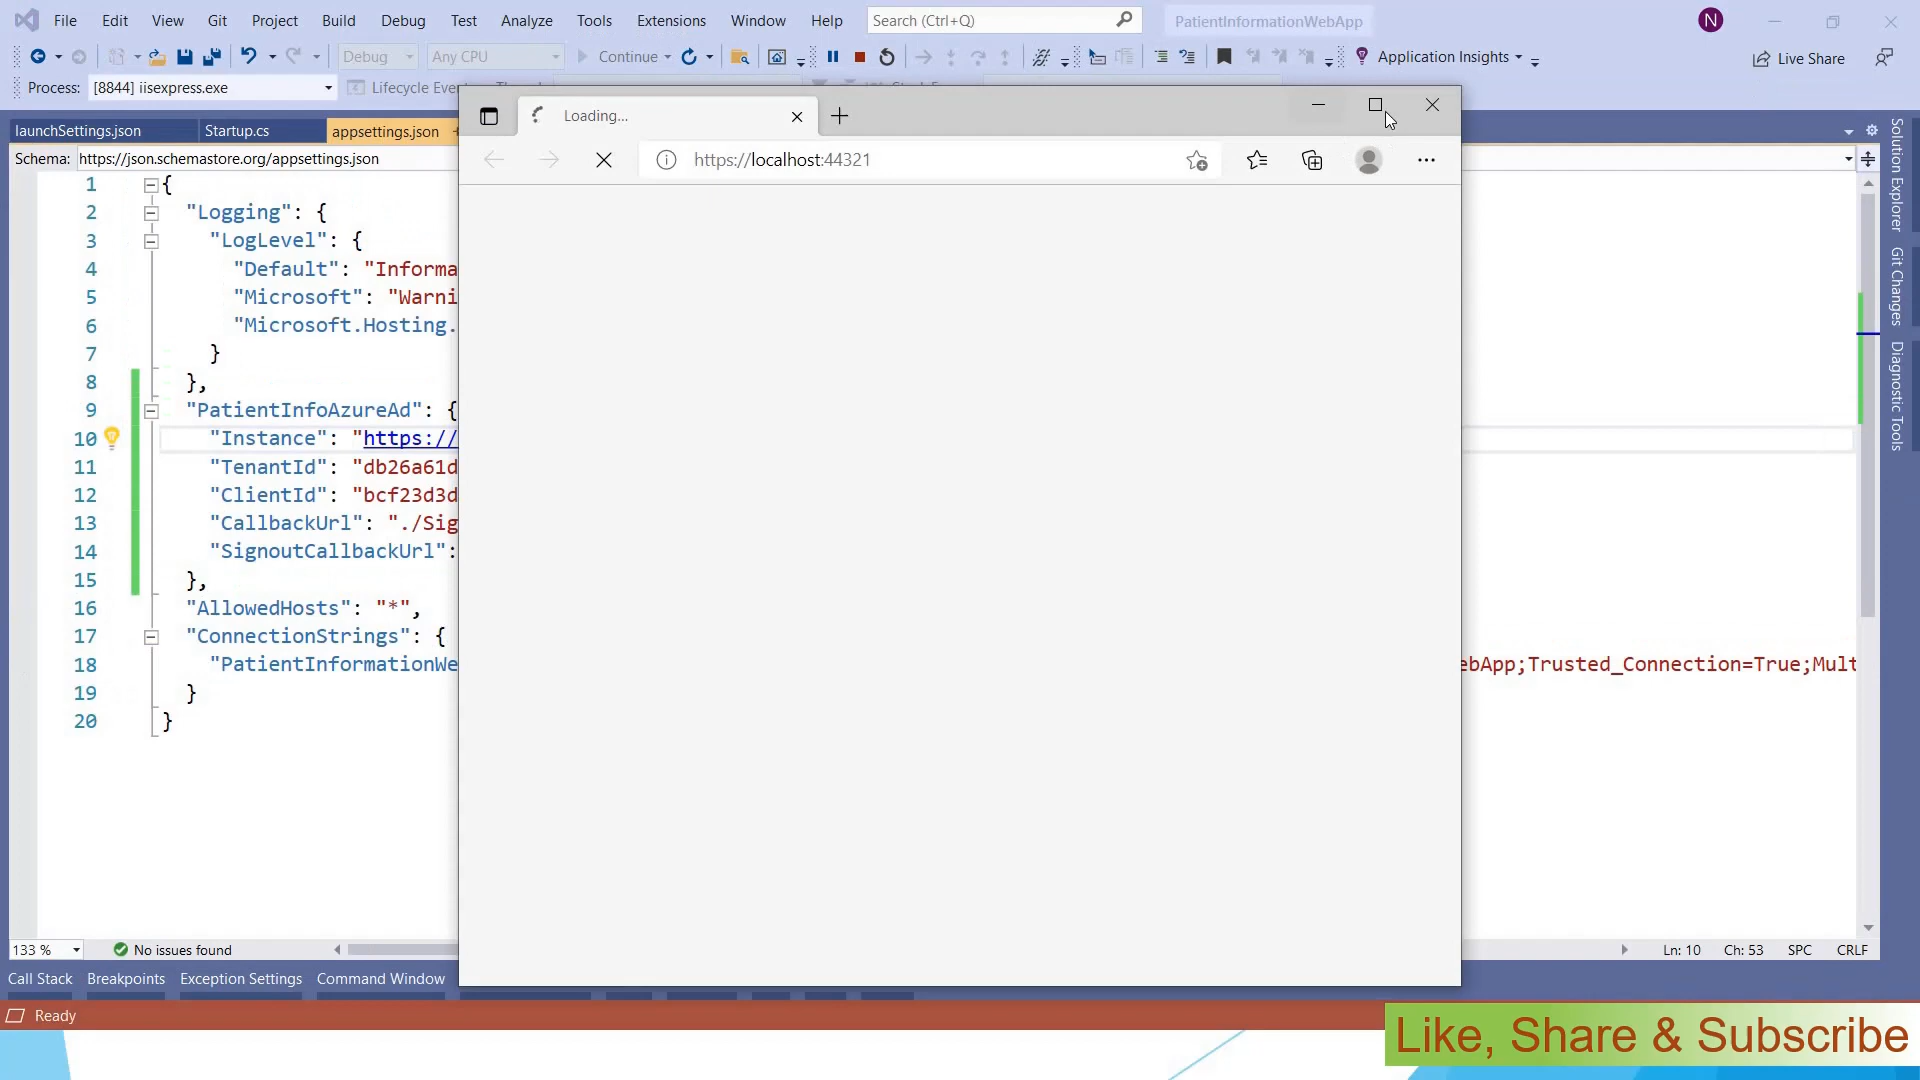 File Edit View Git Project Build Debug Test Analyze Tools Extensions Window Help Search (Ctrl+Q) PatientInformationWebApp N
Debug Any CPU Continue Application Insights Live Share
Process: [8844] iisexpress.exe Lifecycle
launchSettings.json Startup.cs appsettings.json
Schema: https://json.schemastore.org/appsettings.json
Loading...
https://localhost:44321
1 {
2 "Logging": {
3 "LogLevel": {
4 "Default": "Informa
5 "Microsoft": "Warni
6 "Microsoft.Hosting.
7 }
8 },
9 "PatientInfoAzureAd": {
10 "Instance": "https://
11 "TenantId": "db26a61d
12 "ClientId": "bcf23d3d
13 "CallbackUrl": "./Sig
14 "SignoutCallbackUrl":
15 },
16 "AllowedHosts": "*",
17 "ConnectionStrings": {
18 "PatientInformationWe ebApp;Trusted_Connection=True;Mult
19 }
20 }
Solution Explorer
Git Changes
Diagnostic Tools
133 % No issues found Ln: 10 Ch: 53 SPC CRLF
Call Stack Breakpoints Exception Settings Command Window
Ready
Like, Share & Subscribe